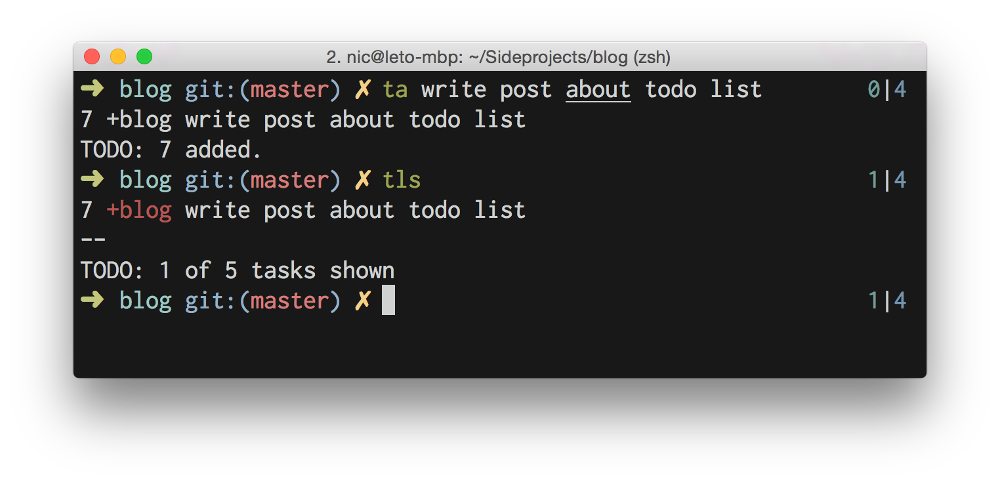 2. nic@leto-mbp: ~/Sideprojects/blog (zsh)
➜ blog git:(master) ✗ ta write post about todo list 0|4
7 +blog write post about todo list
TODO: 7 added.
➜ blog git:(master) ✗ tls 1|4
7 +blog write post about todo list
--
TODO: 1 of 5 tasks shown
➜ blog git:(master) ✗ 1|4